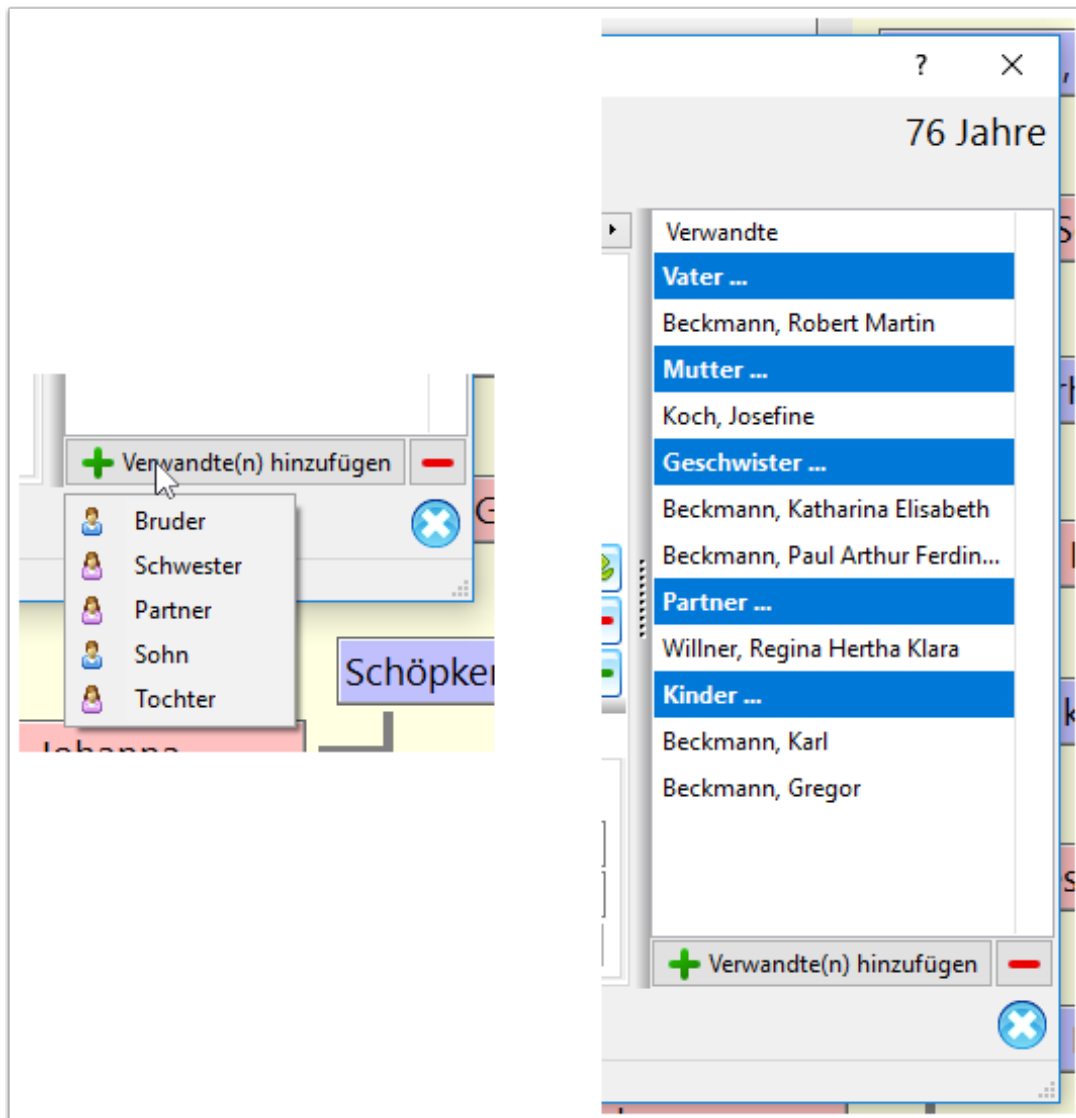 ?
76 Jahre
Verwandte
Vater ...
Beckmann, Robert Martin
Mutter ...
Koch, Josefine
Geschwister ...
Beckmann, Katharina Elisabeth
Beckmann, Paul Arthur Ferdin...
Partner ...
Willner, Regina Hertha Klara
Kinder ...
Beckmann, Karl
Beckmann, Gregor
Verwandte(n) hinzufügen
Verwandte(n) hinzufügen
Bruder
Schwester
Partner
Sohn
Tochter
Schöpker
Johanna